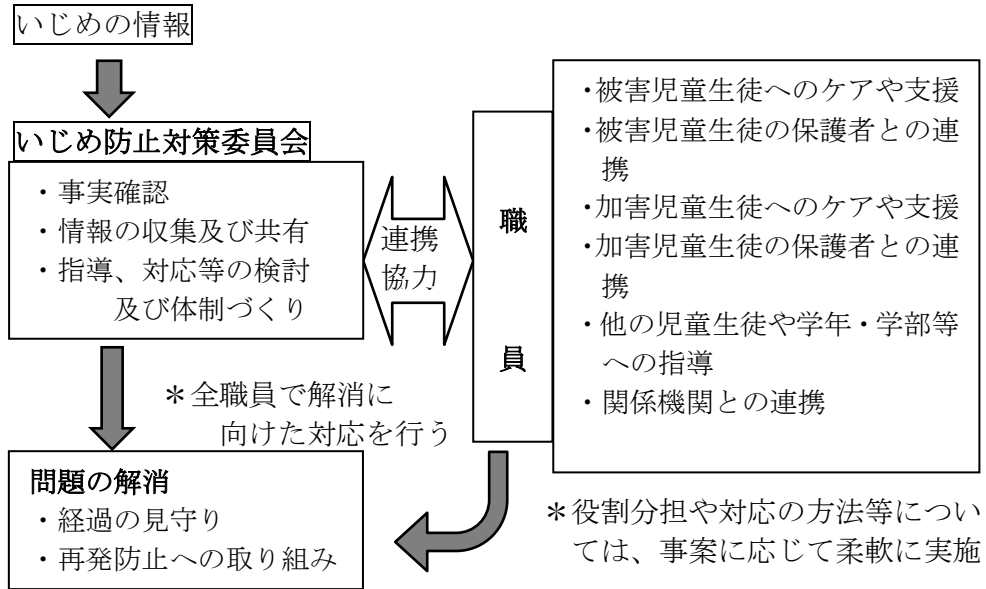 いじめの情報
いじめ防止対策委員会
・事実確認
・情報の収集及び共有
・指導、対応等の検討
及び体制づくり
連携
協力
職
員
・被害児童生徒へのケアや支援
・被害児童生徒の保護者との連
携
・加害児童生徒へのケアや支援
・加害児童生徒の保護者との連
携
・他の児童生徒や学年・学部等
への指導
・関係機関との連携
＊全職員で解消に
向けた対応を行う
問題の解消
・経過の見守り
・再発防止への取り組み
＊役割分担や対応の方法等につい
ては、事案に応じて柔軟に実施